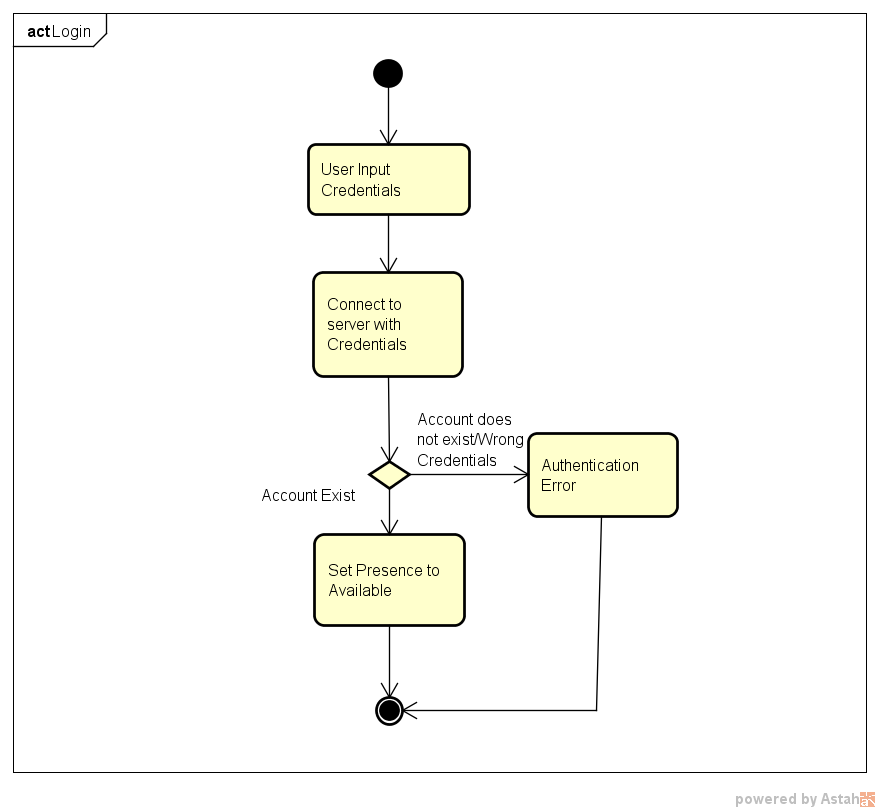 act Login
User Input
Credentials
Connect to
server with
Credentials
Account does
not exist/Wrong
Credentials
Authentication
Error
Account Exist
Set Presence to
Available
powered by Astah